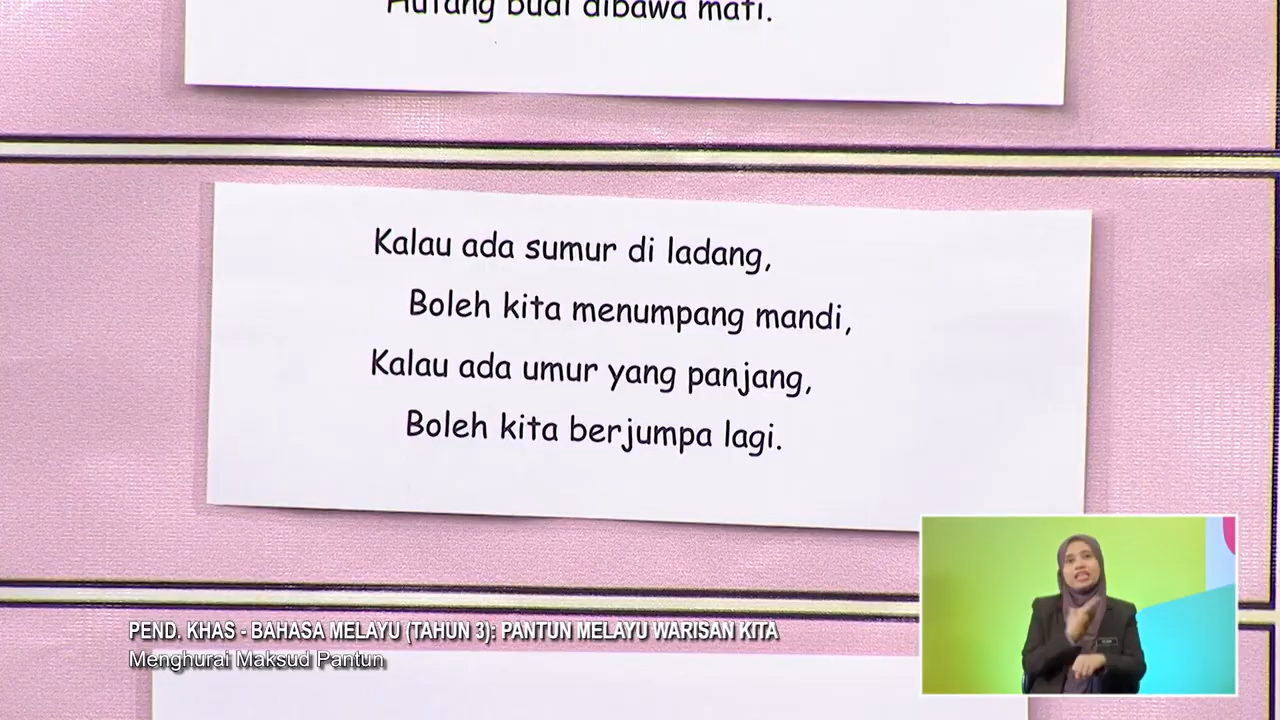 Hutang budi dibawa mati.
Kalau ada sumur di ladang,
Boleh kita menumpang mandi,
Kalau ada umur yang panjang,
Boleh kita berjumpa lagi.
PEND. KHAS - BAHASA MELAYU (TAHUN 3): PANTUN MELAYU WARISAN KITA
Menghurai Maksud Pantun